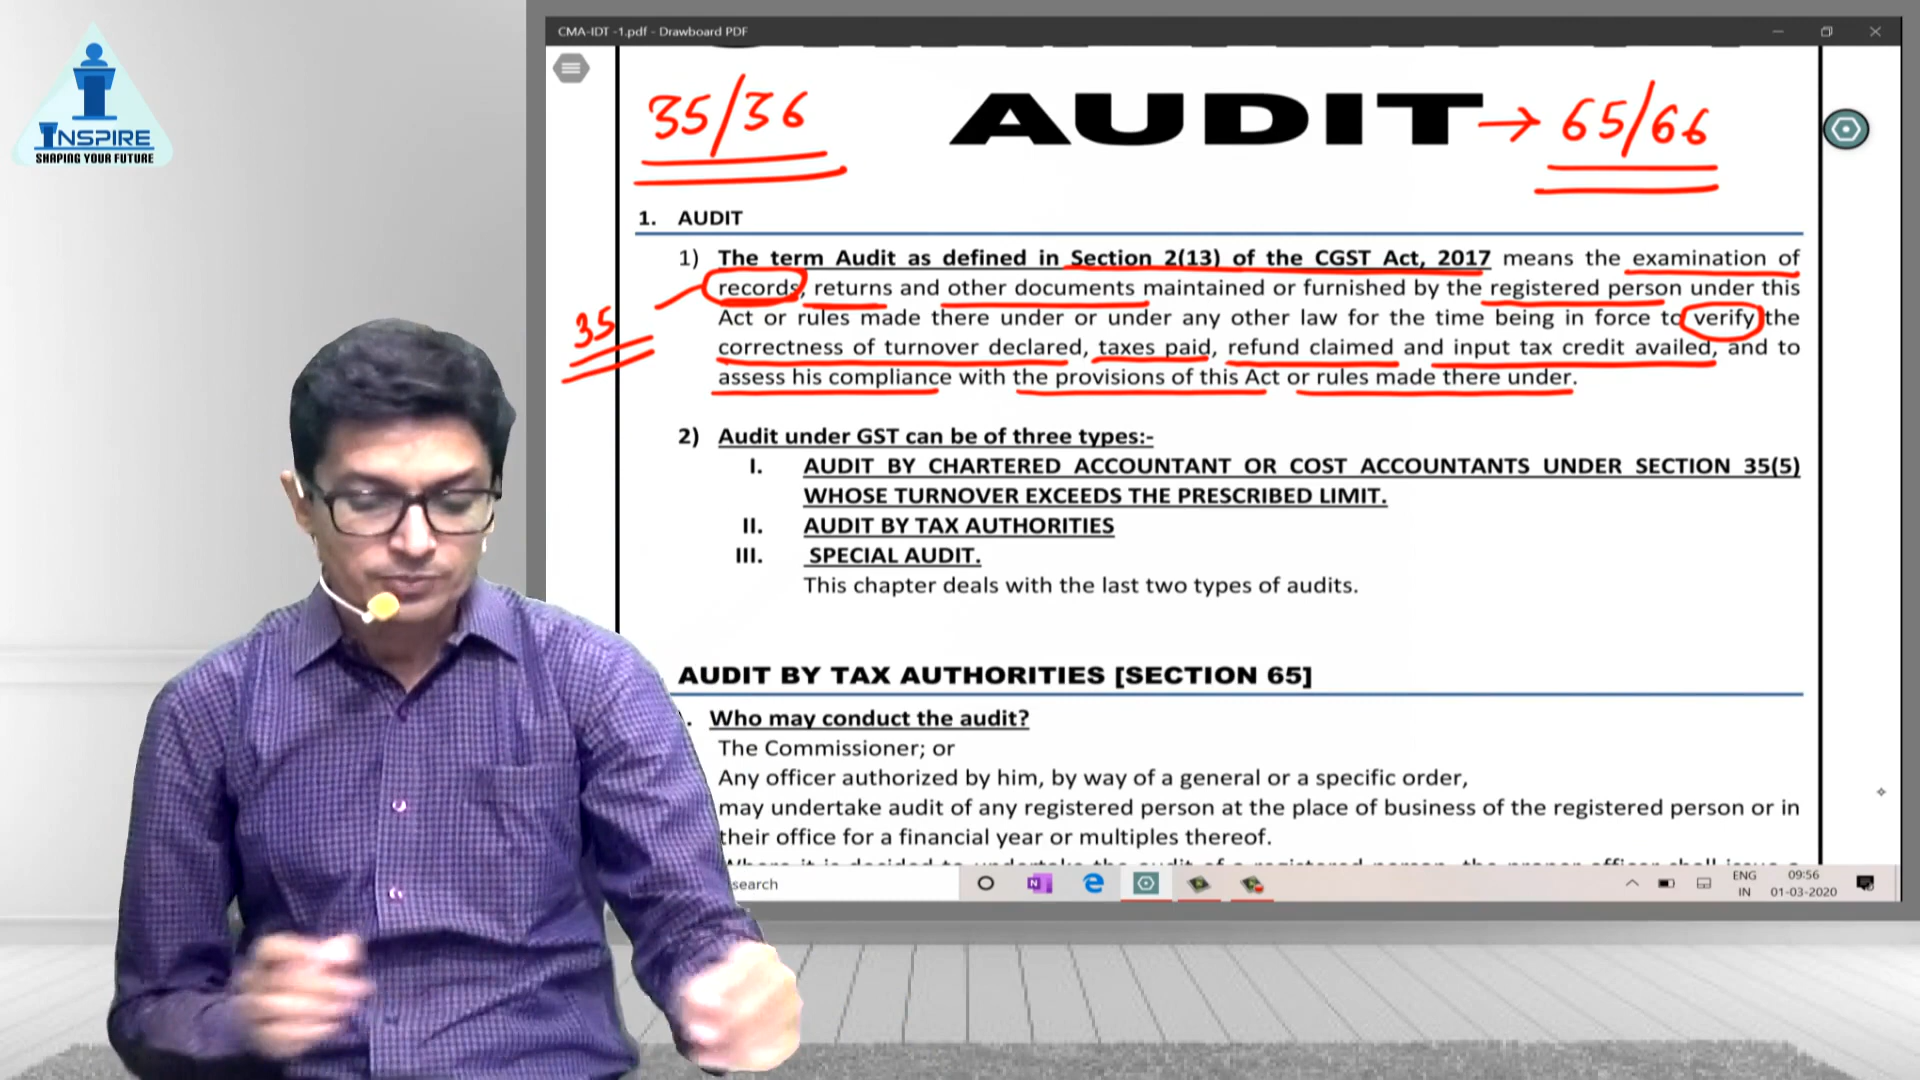 INSPIRE
SHAPING YOUR FUTURE
CMA-IDT -1.pdf - Drawboard PDF
35/36
AUDIT → 65/66
1. AUDIT
1) The term Audit as defined in Section 2(13) of the CGST Act, 2017 means the examination of
records, returns and other documents maintained or furnished by the registered person under this
Act or rules made there under or under any other law for the time being in force to verify the
35
correctness of turnover declared, taxes paid, refund claimed and input tax credit availed, and to
assess his compliance with the provisions of this Act or rules made there under.
2) Audit under GST can be of three types:-
I. AUDIT BY CHARTERED ACCOUNTANT OR COST ACCOUNTANTS UNDER SECTION 35(5)
WHOSE TURNOVER EXCEEDS THE PRESCRIBED LIMIT.
II. AUDIT BY TAX AUTHORITIES
III. SPECIAL AUDIT.
This chapter deals with the last two types of audits.
AUDIT BY TAX AUTHORITIES [SECTION 65]
. Who may conduct the audit?
The Commissioner; or
Any officer authorized by him, by way of a general or a specific order,
may undertake audit of any registered person at the place of business of the registered person or in
their office for a financial year or multiples thereof.
search
ENG
IN
09:56
01-03-2020